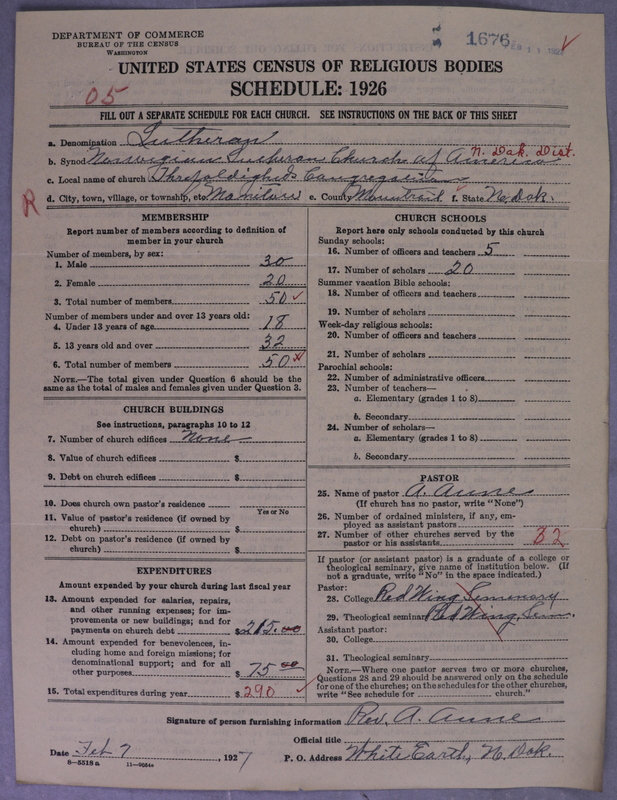 DEPARTMENT OF COMMERCE
BUREAU OF THE CENSUS
WASHINGTON
1676
UNITED STATES CENSUS OF RELIGIOUS BODIES
SCHEDULE: 1926
05
FILL OUT A SEPARATE SCHEDULE FOR EACH CHURCH. SEE INSTRUCTIONS ON THE BACK OF THIS SHEET
a. Denomination Lutheran
b. Synod Norwegian Lutheran Church of America N. Dak. Dist.
c. Local name of church Trefoldigheds Congregation
R d. City, town, village, or township, etc. Manitou e. County Mountrail f. State N. Dak.
MEMBERSHIP
Report number of members according to definition of
member in your church
Number of members, by sex:
1. Male 30
2. Female 20
3. Total number of members 50
Number of members under and over 13 years old:
4. Under 13 years of age 18
5. 13 years old and over 32
6. Total number of members 50
NOTE.—The total given under Question 6 should be the
same as the total of males and females given under Question 3.
CHURCH BUILDINGS
See instructions, paragraphs 10 to 12
7. Number of church edifices None
8. Value of church edifices $
9. Debt on church edifices $
10. Does church own pastor's residence
Yes or No
11. Value of pastor's residence (if owned by
church) $
12. Debt on pastor's residence (if owned by
church) $
EXPENDITURES
Amount expended by your church during last fiscal year
13. Amount expended for salaries, repairs,
and other running expenses; for im-
provements or new buildings; and for
payments on church debt $215.00
14. Amount expended for benevolences, in-
cluding home and foreign missions; for
denominational support; and for all
other purposes $ 75 00
15. Total expenditures during year $ 290
CHURCH SCHOOLS
Report here only schools conducted by this church
Sunday schools:
16. Number of officers and teachers 5
17. Number of scholars 20
Summer vacation Bible schools:
18. Number of officers and teachers
19. Number of scholars
Week-day religious schools:
20. Number of officers and teachers
21. Number of scholars
Parochial schools:
22. Number of administrative officers
23. Number of teachers—
a. Elementary (grades 1 to 8)
b. Secondary
24. Number of scholars—
a. Elementary (grades 1 to 8)
b. Secondary
PASTOR
25. Name of pastor A. Aune
(If church has no pastor, write "None")
26. Number of ordained ministers, if any, em-
ployed as assistant pastors
27. Number of other churches served by the
pastor or his assistants
If pastor (or assistant pastor) is a graduate of a college or
theological seminary, give name of institution below. (If
not a graduate, write "No" in the space indicated.)
Pastor:
28. College Red Wing Semenary
29. Theological seminary Red Wing Sem.
Assistant pastor:
30. College
31. Theological seminary
NOTE.—Where one pastor serves two or more churches,
Questions 28 and 29 should be answered only on the schedule
for one of the churches; on the schedules for the other churches,
write "See schedule for church."
Signature of person furnishing information Rev. A. Aune
Official title
Date Feb 7, 1927 P. O. Address White Earth, N. Dak.
8—5518a 11—9554